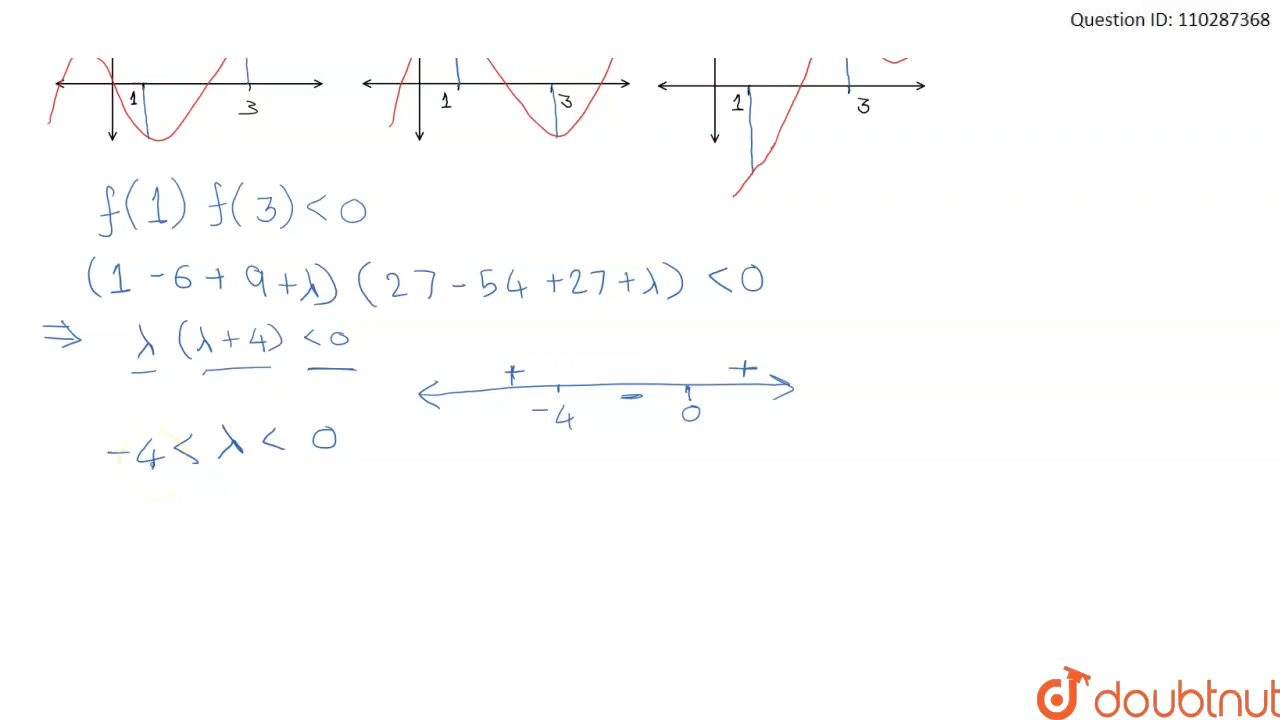 Question ID: 110287368
1 3
1 3
1 3
f(1) f(3) < 0
(1 - 6 + 9 + λ) (27 - 54 + 27 + λ) < 0
⇒ λ (λ + 4) < 0
+ +
-4 - 0
-4 < λ < 0
doubtnut